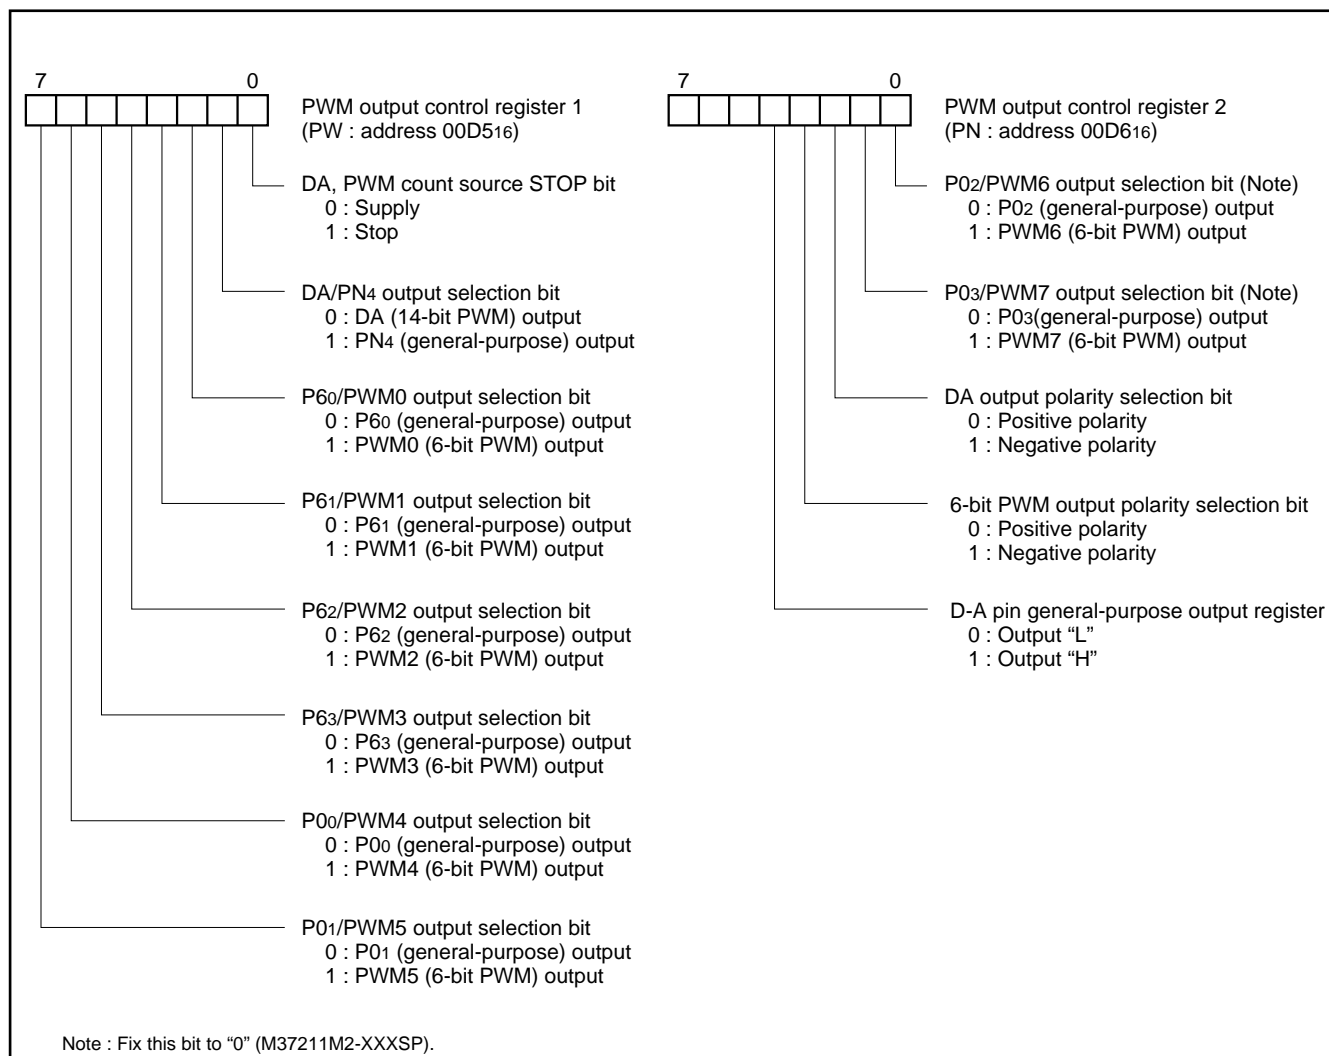 7 0
PWM output control register 1
(PW : address 00D516)
DA, PWM count source STOP bit
0 : Supply
1 : Stop
DA/PN4 output selection bit
0 : DA (14-bit PWM) output
1 : PN4 (general-purpose) output
P60/PWM0 output selection bit
0 : P60 (general-purpose) output
1 : PWM0 (6-bit PWM) output
P61/PWM1 output selection bit
0 : P61 (general-purpose) output
1 : PWM1 (6-bit PWM) output
P62/PWM2 output selection bit
0 : P62 (general-purpose) output
1 : PWM2 (6-bit PWM) output
P63/PWM3 output selection bit
0 : P63 (general-purpose) output
1 : PWM3 (6-bit PWM) output
P00/PWM4 output selection bit
0 : P00 (general-purpose) output
1 : PWM4 (6-bit PWM) output
P01/PWM5 output selection bit
0 : P01 (general-purpose) output
1 : PWM5 (6-bit PWM) output
7 0
PWM output control register 2
(PN : address 00D616)
P02/PWM6 output selection bit (Note)
0 : P02 (general-purpose) output
1 : PWM6 (6-bit PWM) output
P03/PWM7 output selection bit (Note)
0 : P03(general-purpose) output
1 : PWM7 (6-bit PWM) output
DA output polarity selection bit
0 : Positive polarity
1 : Negative polarity
6-bit PWM output polarity selection bit
0 : Positive polarity
1 : Negative polarity
D-A pin general-purpose output register
0 : Output “L”
1 : Output “H”
Note : Fix this bit to “0” (M37211M2-XXXSP).